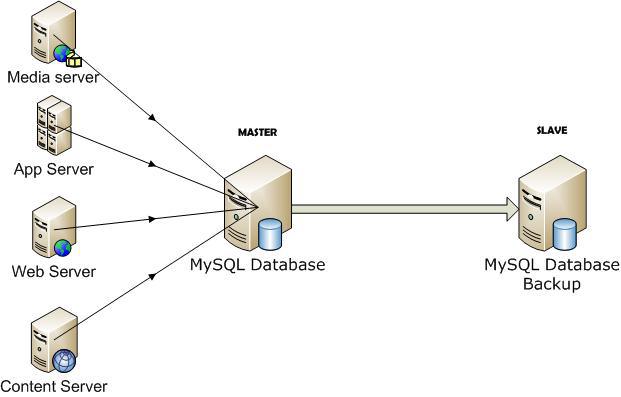 Media server
App Server
MASTER
SLAVE
Web Server
MySQL Database
MySQL Database
Backup
Content Server